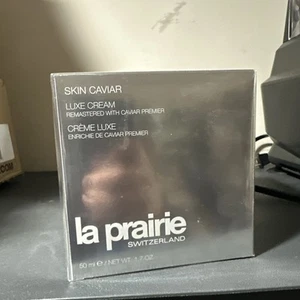 SKIN CAVIAR
LUXE CREAM
REMASTERED WITH CAVIAR PREMIER
CRÈME LUXE
ENRICHIE DE CAVIAR PREMIER
la prairie
SWITZERLAND
50 ml ℮ / NET WT. 1.7 OZ